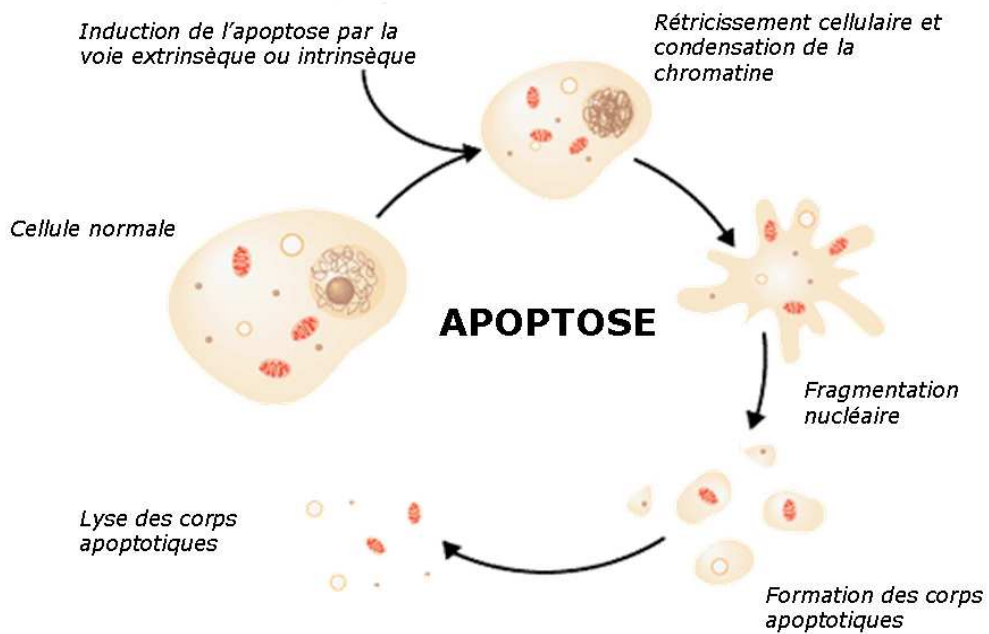 Induction de l'apoptose par la
voie extrinsèque ou intrinsèque
Rétricissement cellulaire et
condensation de la
chromatine
Cellule normale
APOPTOSE
Fragmentation
nucléaire
Lyse des corps
apoptotiques
Formation des corps
apoptotiques